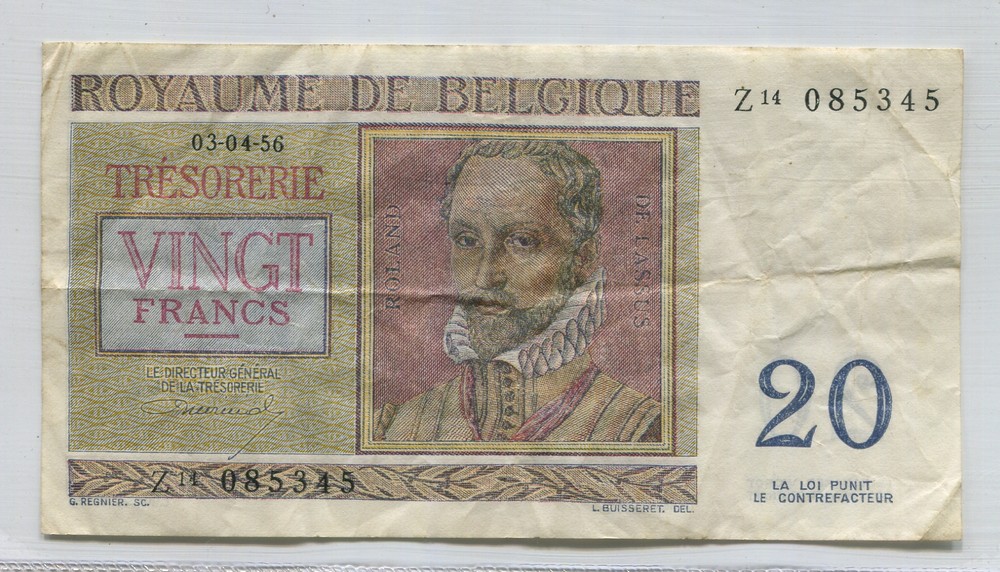 ROYAUME DE BELGIQUE
Z14 085345
03-04-56
TRÉSORERIE
VINGT
FRANCS
ROLAND
DE LASSUS
LE DIRECTEUR GÉNÉRAL
DE LA TRÉSORERIE
20
Z14 085345
LA LOI PUNIT
LE CONTREFACTEUR
G. REGNIER. SC.
L. BUISSERET. DEL.